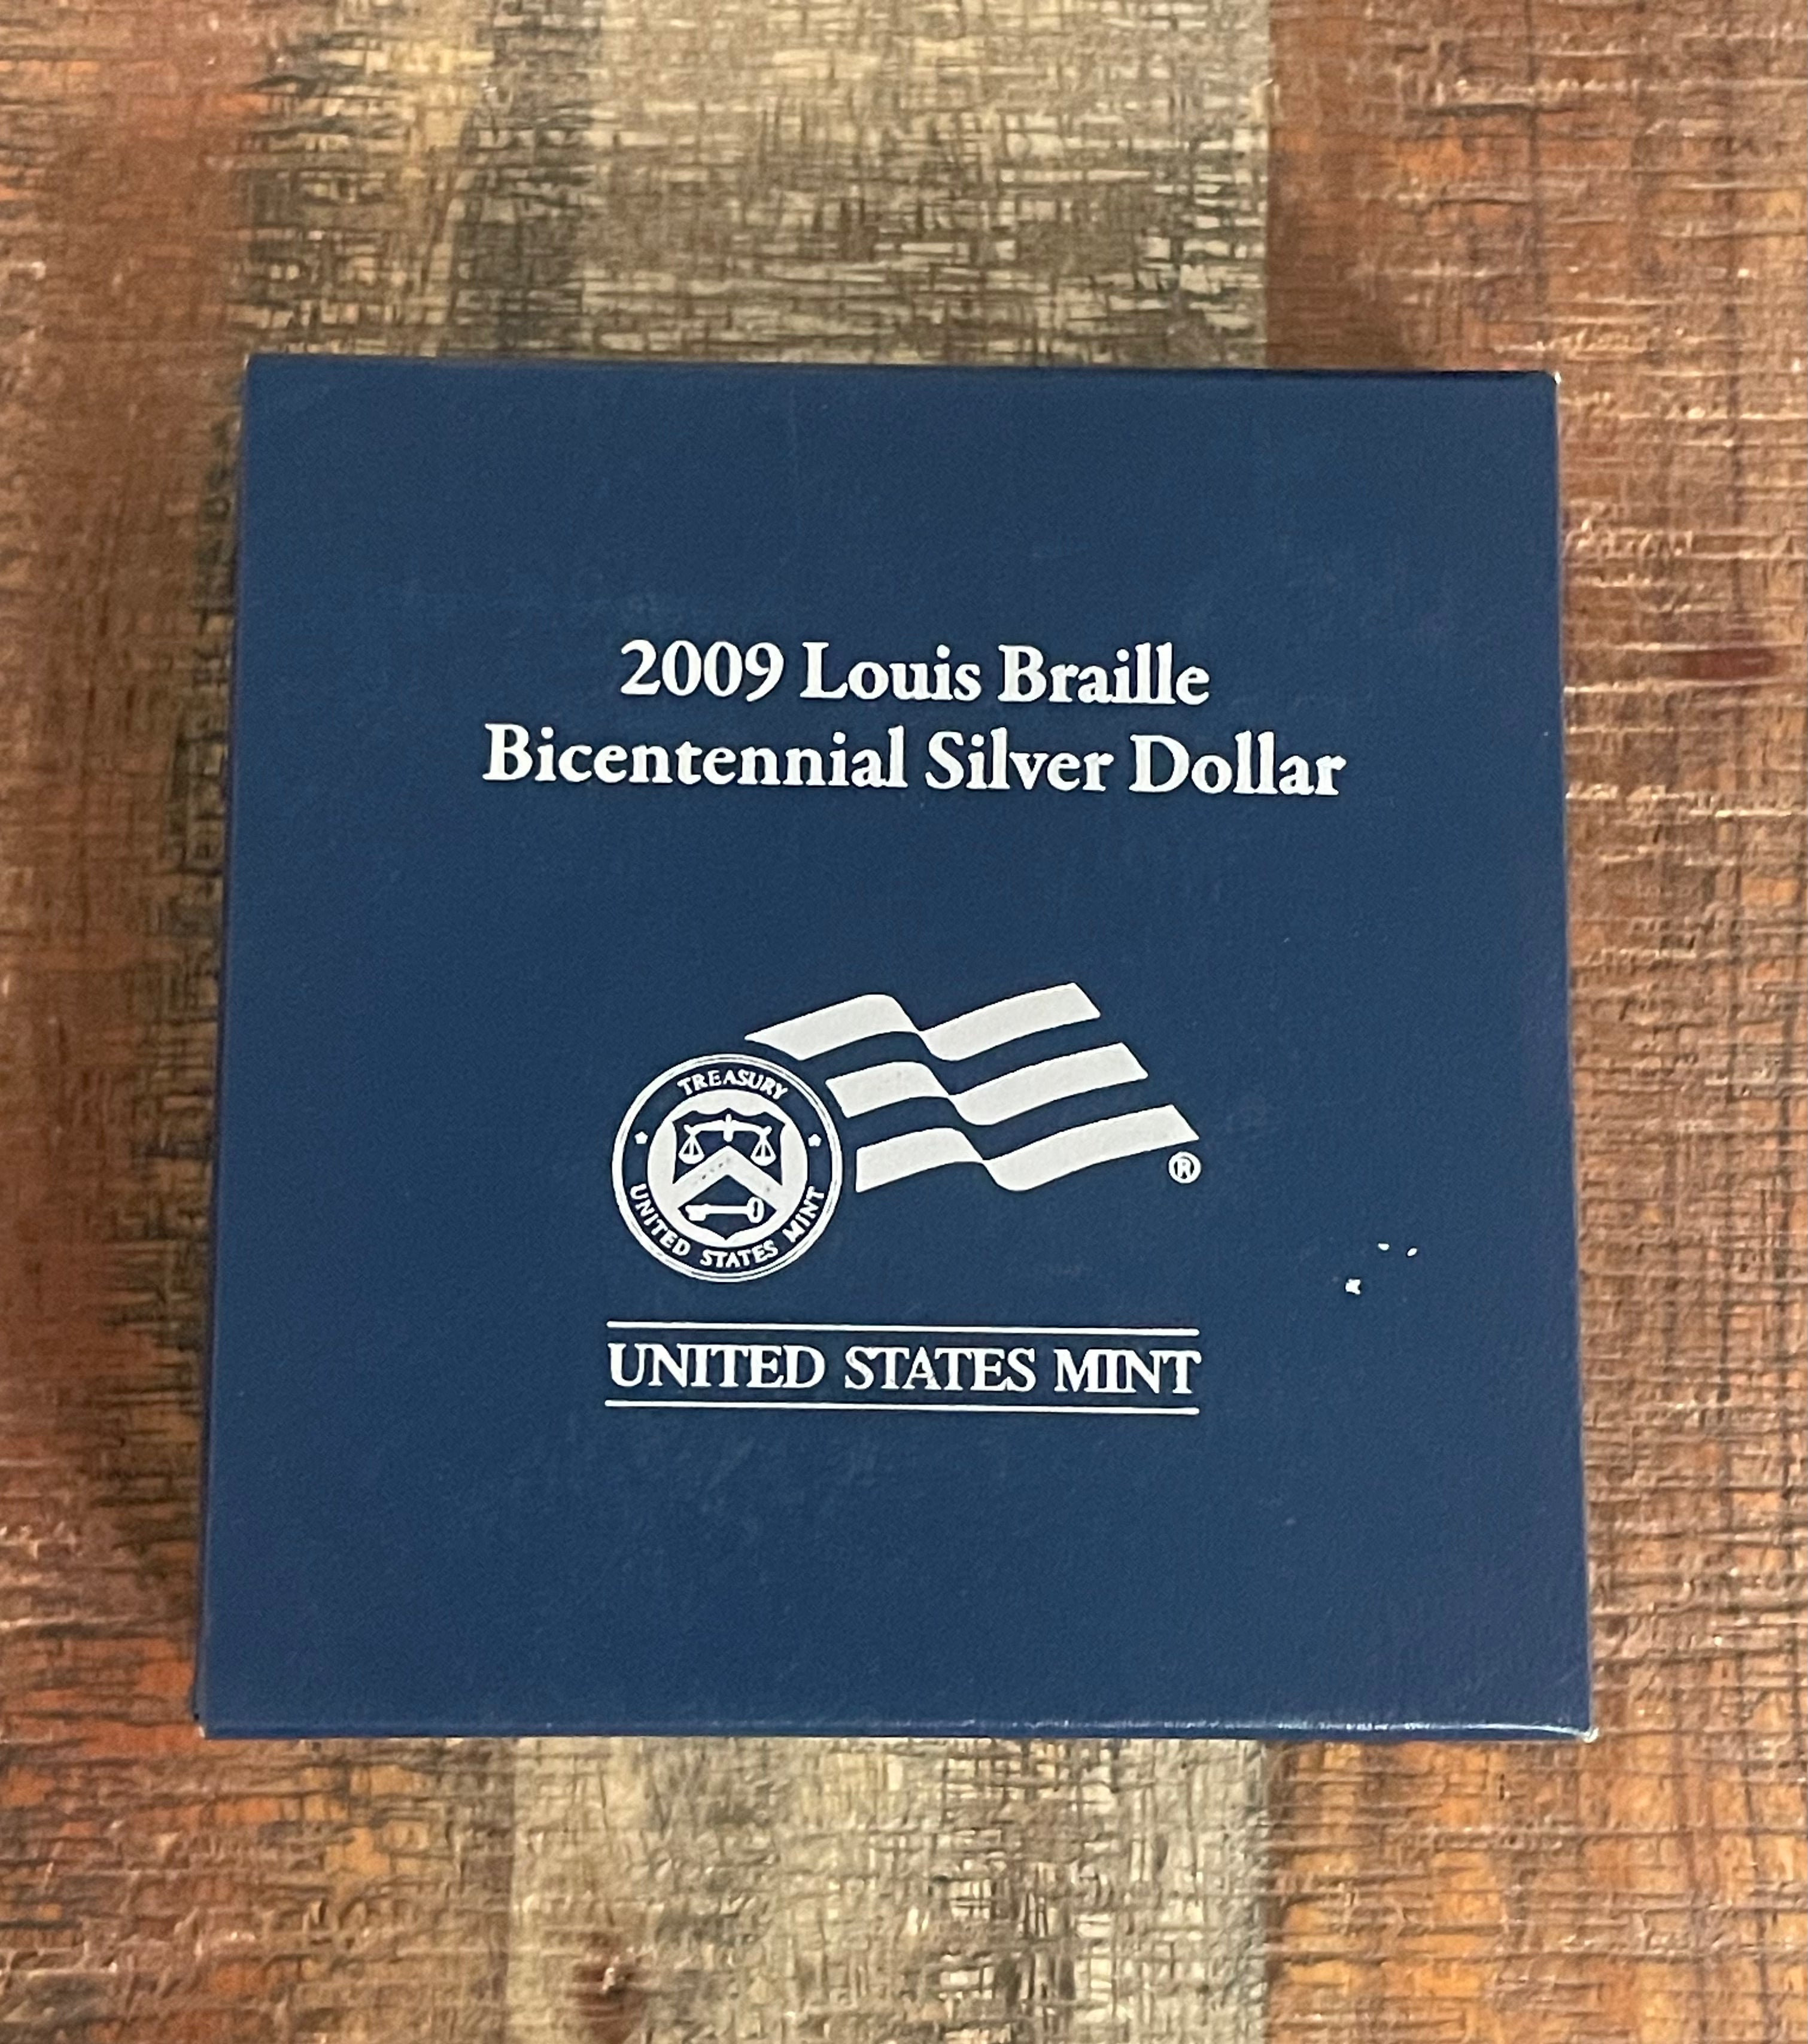 2009 Louis Braille
Bicentennial Silver Dollar
TREASURY
UNITED STATES MINT
®
UNITED STATES MINT